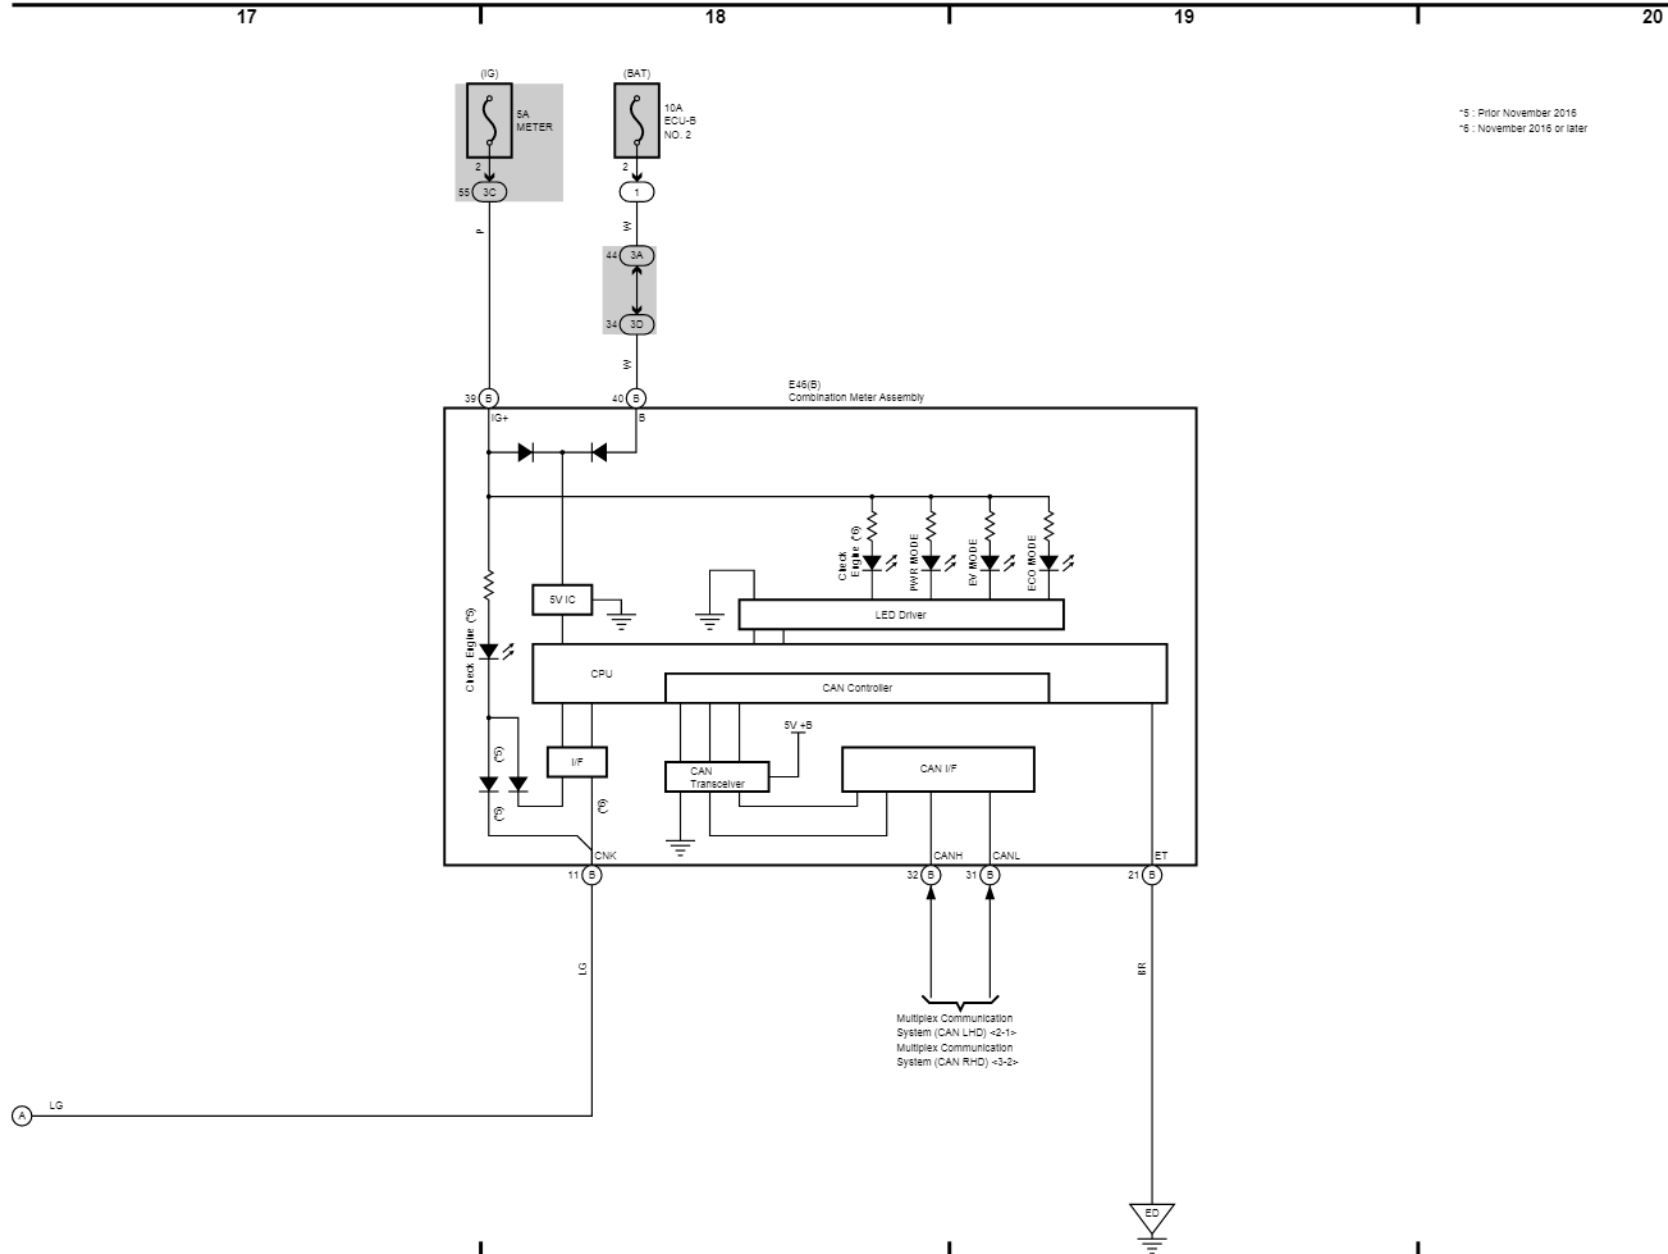 17
18
19
20
(IG)
(BAT)
5A
METER
10A
ECU-B
NO. 2
*5 : Prior November 2016
*6 : November 2016 or later
2
2
55
3C
1
P
W
44
3A
34
3D
W
E46(B)
Combination Meter Assembly
39
B
40
B
IG+
B
Check
Engine (*6)
PWR MODE
EV MODE
ECO MODE
5V IC
LED Driver
Check Engine (*5)
CPU
CAN Controller
5V +B
(*5)
I/F
CAN
Transceiver
CAN I/F
(*5)
(*6)
CNK
CANH
CANL
ET
11
B
32
B
31
B
21
B
LG
BR
Multiplex Communication
System (CAN LHD) <2-1>
Multiplex Communication
System (CAN RHD) <3-2>
A
LG
ED